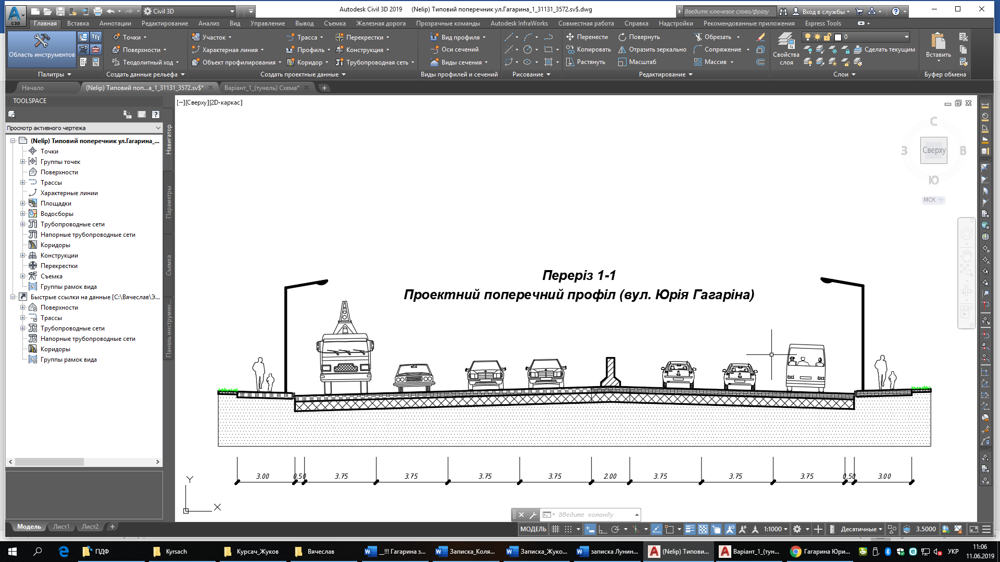 Civil 3D
Autodesk Civil 3D 2019 (Nelip) Типовий поперечник ул.Гагарина_1_31131_3572.sv$.dwg
Введите ключевое слово/фразу
Вход в службы
C3D
Главная Вставка Аннотации Редактирование Анализ Вид Управление Вывод Съемка Железная дорога Прозрачные команды Autodesk InfraWorks Совместная работа Справка Надстройки Рекомендованные приложения Express Tools
Область инструментов
Точки
Поверхности
Теодолитный ход
Участок
Характерная линия
Объект профилирования
Трасса
Профиль
Коридор
Перекрестки
Конструкция
Трубопроводная сеть
Вид профиля
Оси сечений
Виды сечения
Перенести
Копировать
Растянуть
Повернуть
Отразить зеркально
Масштаб
Обрезать
Сопряжение
Массив
Свойства
слоя
0
Сделать текущим
Вставить
Палитры
Создать данные рельефа
Создать проектные данные
Виды профилей и сечений
Рисование
Редактирование
Слои
Буфер обмена
Начало
(Nelip) Типовий поп...а_1_31131_3572.sv$*
Варіант_1_(тунель) Схема*
TOOLSPACE
Просмотр активного чертежа
(Nelip) Типовий поперечник ул.Гагарина_...
Точки
Группы точек
Поверхности
Трассы
Характерные линии
Площадки
Водосборы
Трубопроводные сети
Напорные трубопроводные сети
Коридоры
Конструкции
Перекрестки
Съемка
Группы рамок вида
Быстрые ссылки на данные [C:\Вячеслав\Э...
Поверхности
Трассы
Трубопроводные сети
Напорные трубопроводные сети
Коридоры
Группы рамок вида
Навигатор
Параметры
Съемка
Панель инструмен...
[−][Сверху][2D-каркас]
С
З
Сверху
В
Ю
МСК
Переріз 1-1
Проектний поперечний профіл (вул. Юрія Гагаріна)
3.00 0.50 3.75 3.75 3.75 3.75 2.00 3.75 3.75 3.75 0.50 3.00
Y
X
Введите команду
Модель Лист1 Лист2
МОДЕЛЬ
1:1000
Десятичные
3.5000
ПДФ
Kyrsach
Курсач_Жуков
Вячеслав
__!!! Гагарина з...
Записка_Коля...
Записка_Жуко...
записка Лунин...
(Nelip) Типови...
Варіант_1_(тун...
Гагарина Юри...
УКР
11:06
11.06.2019